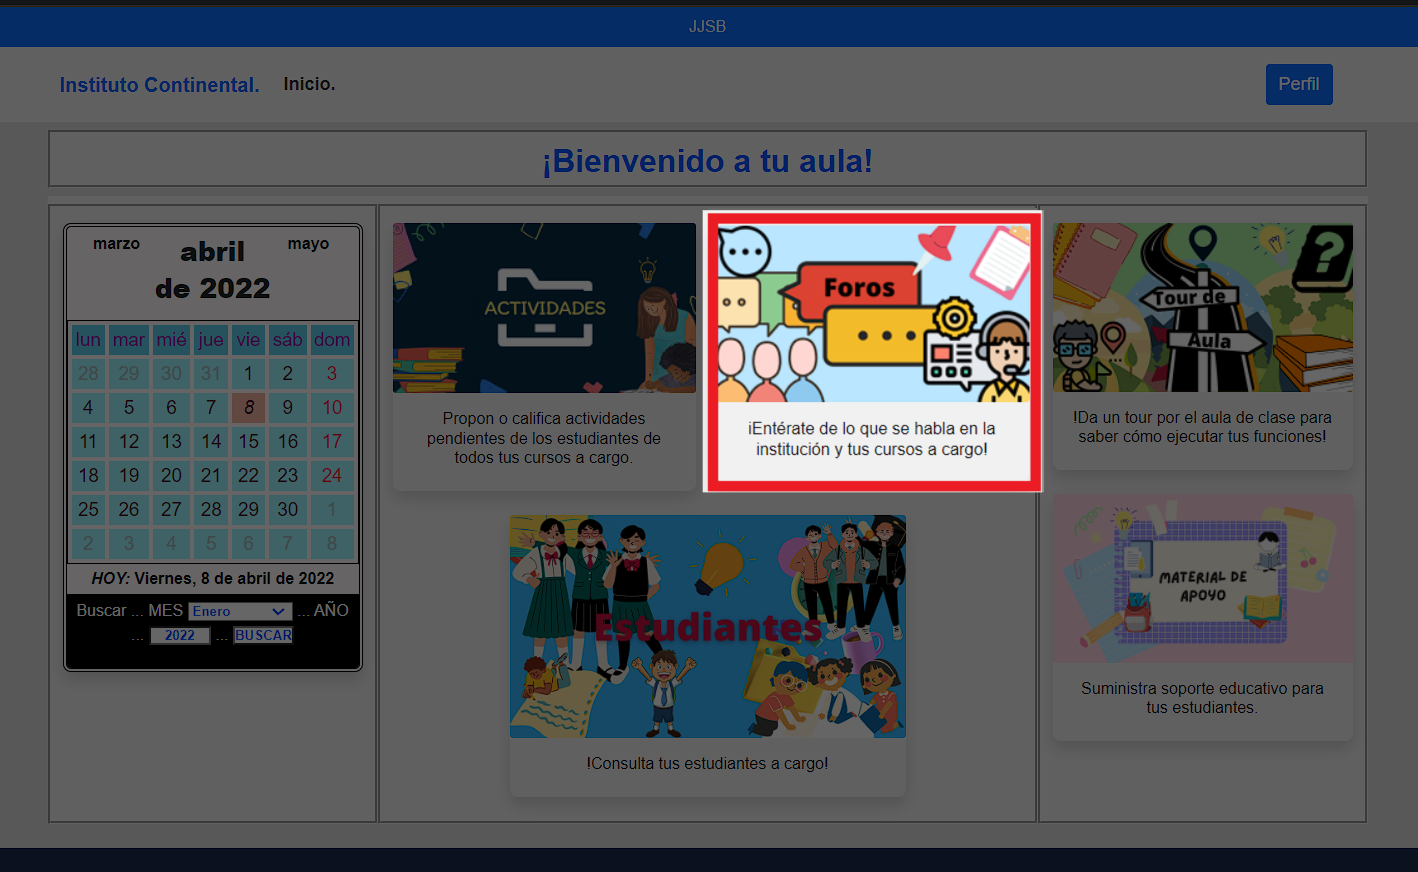 JJSB
Instituto Continental. Inicio. Perfil
¡Bienvenido a tu aula!
marzo abril mayo
de 2022
lun mar mié jue vie sáb dom
28 29 30 31 1 2 3
4 5 6 7 8 9 10
11 12 13 14 15 16 17
18 19 20 21 22 23 24
25 26 27 28 29 30 1
2 3 4 5 6 7 8
HOY: Viernes, 8 de abril de 2022
Buscar ... MES Enero ... AÑO
... 2022 ... BUSCAR
ACTIVIDADES
Propon o califica actividades
pendientes de los estudiantes de
todos tus cursos a cargo.
Foros
¡Entérate de lo que se habla en la
institución y tus cursos a cargo!
Estudiantes
!Consulta tus estudiantes a cargo!
?
Tour de
Aula
!Da un tour por el aula de clase para
saber cómo ejecutar tus funciones!
MATERIAL DE
APOYO
Suministra soporte educativo para
tus estudiantes.